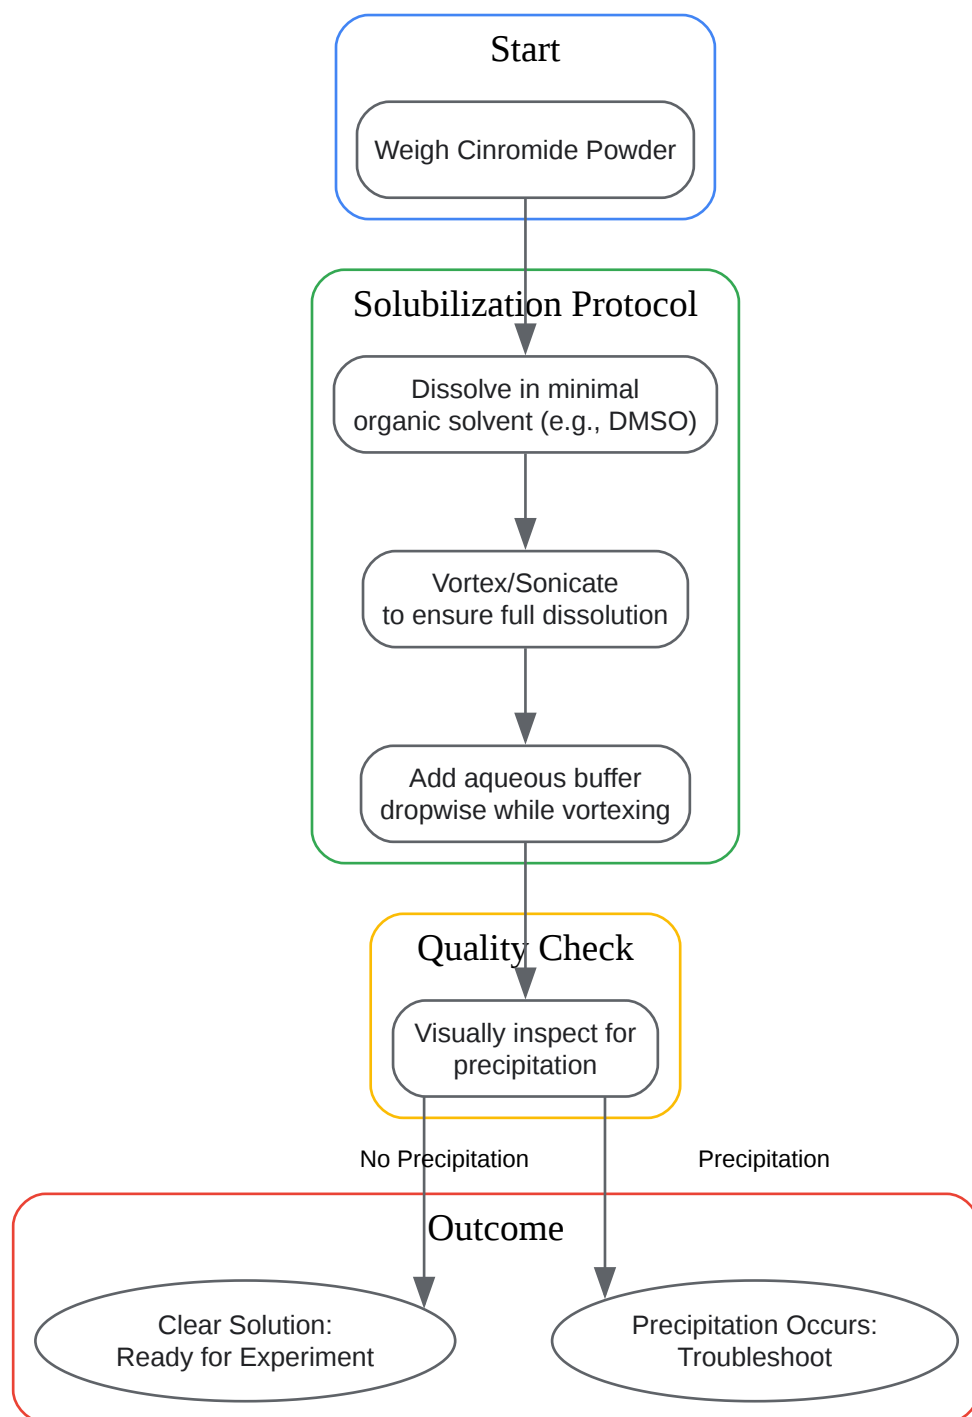 Start
Weigh Cinromide Powder
Solubilization Protocol
Dissolve in minimal
organic solvent (e.g., DMSO)
Vortex/Sonicate
to ensure full dissolution
Add aqueous buffer
dropwise while vortexing
Quality Check
Visually inspect for
precipitation
No Precipitation
Precipitation
Outcome
Clear Solution:
Ready for Experiment
Precipitation Occurs:
Troubleshoot